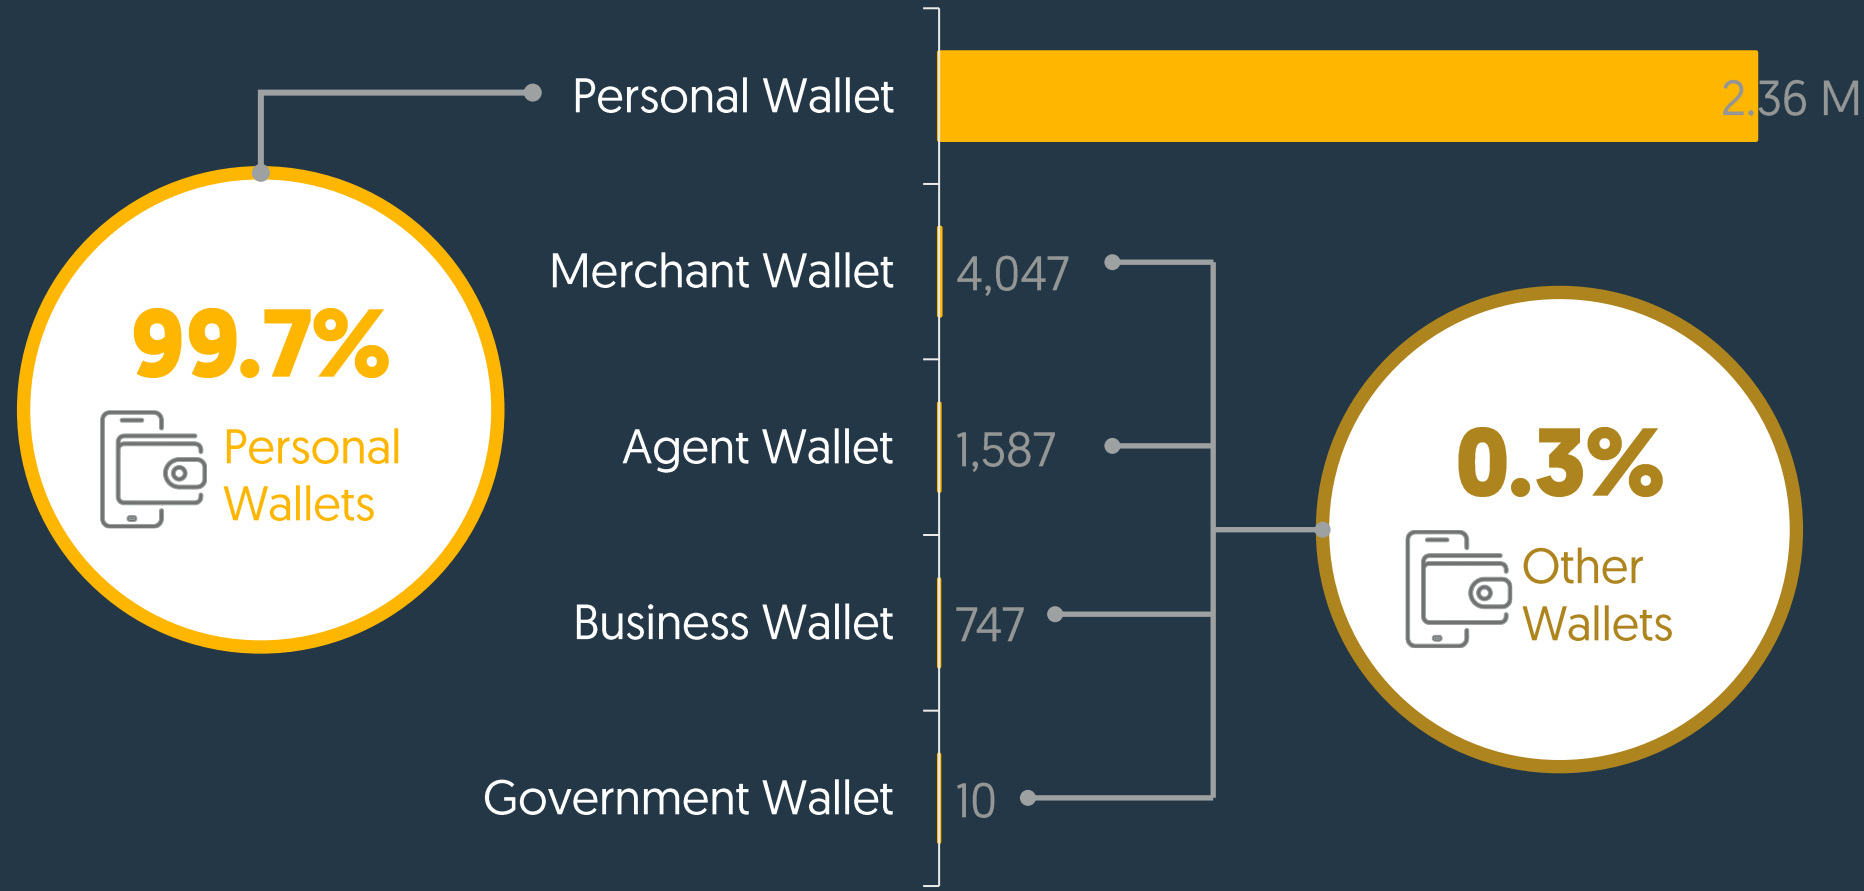 Personal Wallet
2.36 M
99.7%
Personal
Wallets
Merchant Wallet
4,047
Agent Wallet
1,587
Business Wallet
747
Government Wallet
10
0.3%
Other
Wallets